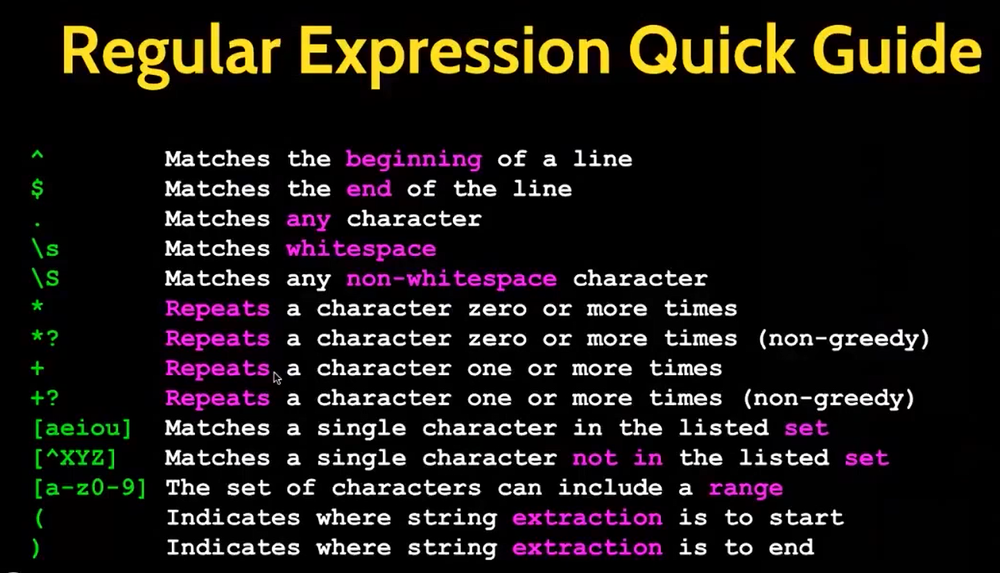 Regular Expression Quick Guide
^ Matches the beginning of a line
$ Matches the end of the line
. Matches any character
\s Matches whitespace
\S Matches any non-whitespace character
* Repeats a character zero or more times
*? Repeats a character zero or more times (non-greedy)
+ Repeats a character one or more times
+? Repeats a character one or more times (non-greedy)
[aeiou] Matches a single character in the listed set
[^XYZ] Matches a single character not in the listed set
[a-z0-9] The set of characters can include a range
( Indicates where string extraction is to start
) Indicates where string extraction is to end